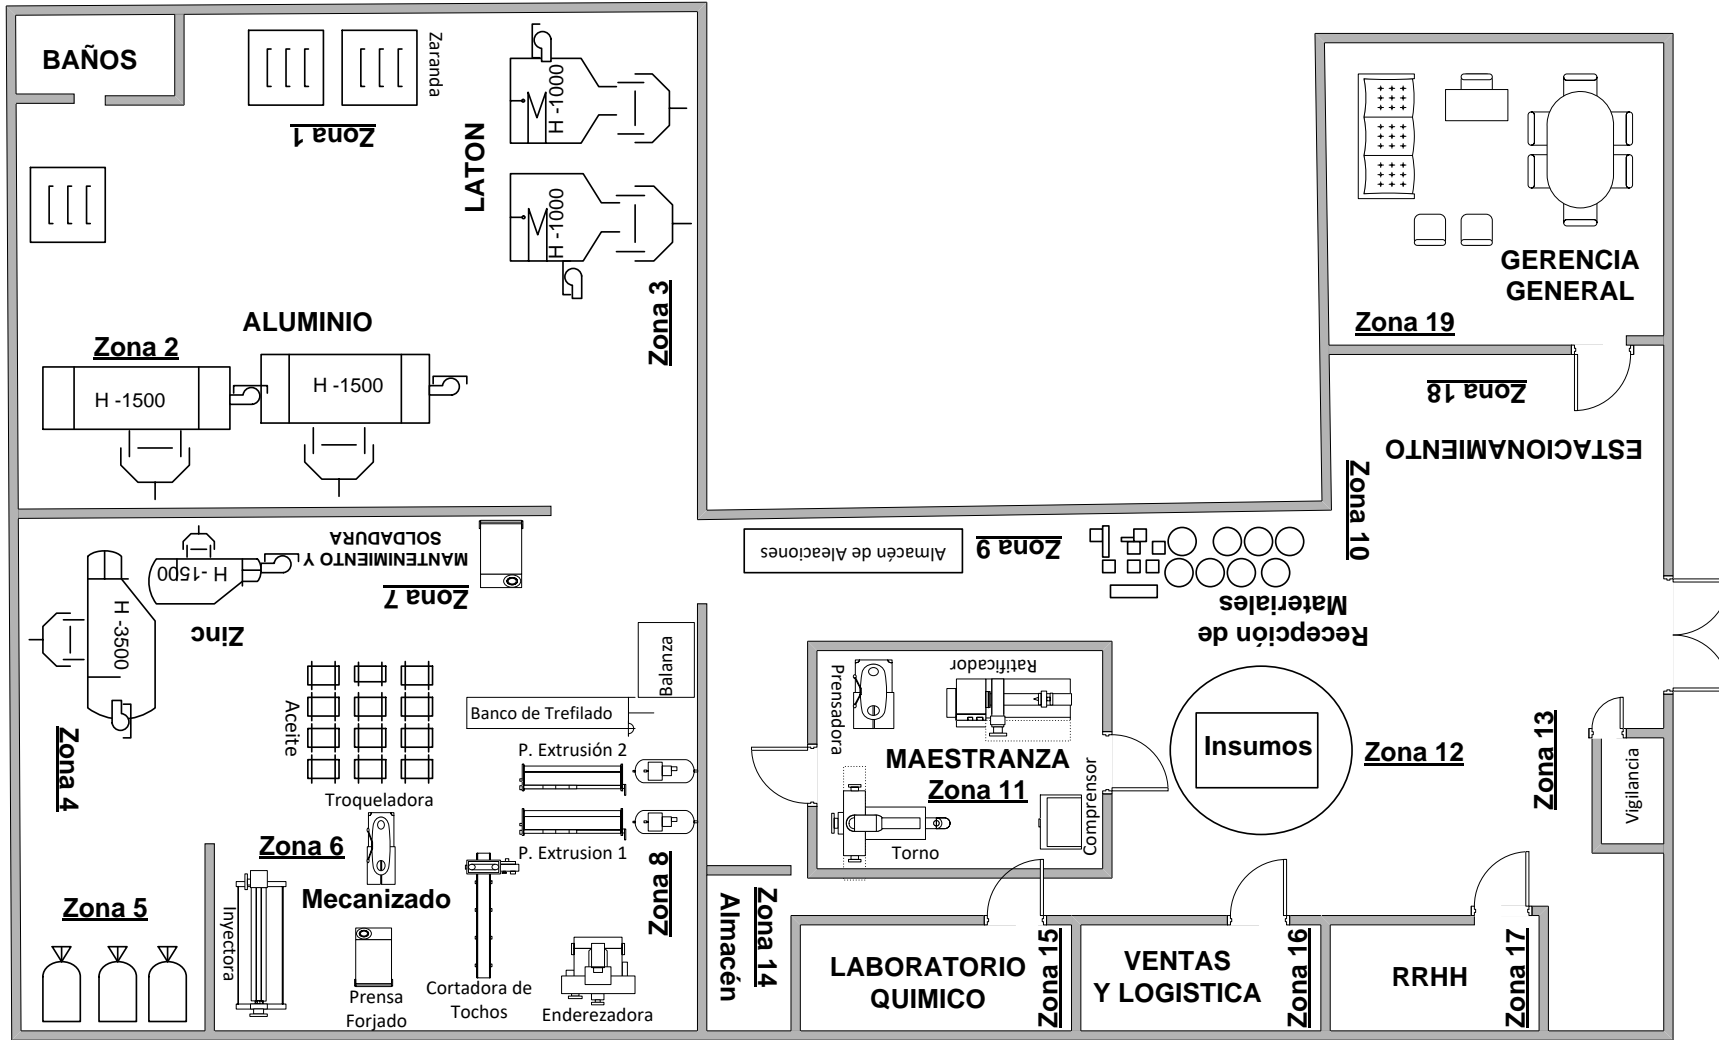 BAÑOS
Zaranda
Zona 1
LATON
H -1000
H -1000
Zona 3
ALUMINIO
Zona 2
H -1500
H -1500
GERENCIA
GENERAL
Zona 19
Zona 18
ESTACIONAMIENTO
Zona 10
MANTENIMIENTO Y
SOLDADURA
Zona 7
H -1500
H -3500
Zinc
Zona 4
Almacén de Aleaciones
Zona 9
Recepción de
Materiales
Balanza
Banco de Trefilado
Aceite
P. Extrusión 2
P. Extrusion 1
Troqueladora
Zona 6
Mecanizado
Zona 5
Inyectora
Prensa
Forjado
Cortadora de
Tochos
Enderezadora
Zona 8
Prensadora
Ratificador
MAESTRANZA
Zona 11
Torno
Comprensor
Insumos
Zona 12
Zona 13
Vigilancia
Almacén
Zona 14
LABORATORIO
QUIMICO
Zona 15
VENTAS
Y LOGISTICA
Zona 16
RRHH
Zona 17